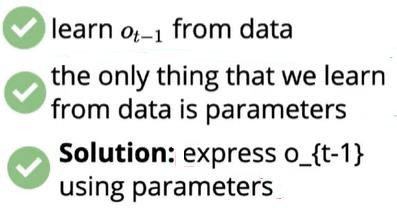 learn oₜ₋₁ from data
the only thing that we learn
from data is parameters
Solution: express o_{t-1}
using parameters